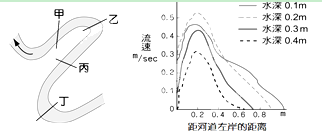 甲
乙
丙
丁
流速
m/sec
0.5
0.4
0.3
0.2
0.1
0
0.2
0.4
0.6
0.8
m
水深 0.1m
水深 0.2m
水深 0.3m
水深 0.4m
距河道左岸的距离